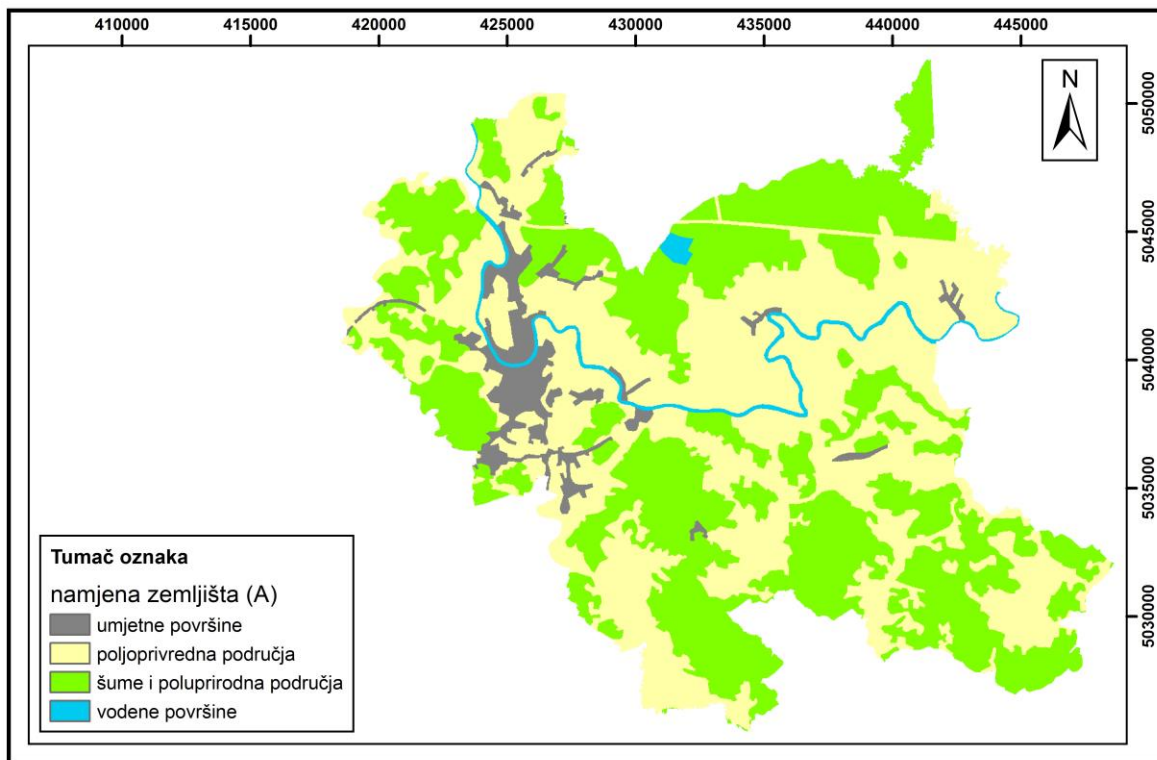 410000 415000 420000 425000 430000 435000 440000 445000
N
5050000
5045000
5040000
5035000
5030000
Tumač oznaka
namjena zemljišta (A)
umjetne površine
poljoprivredna područja
šume i poluprirodna područja
vodene površine